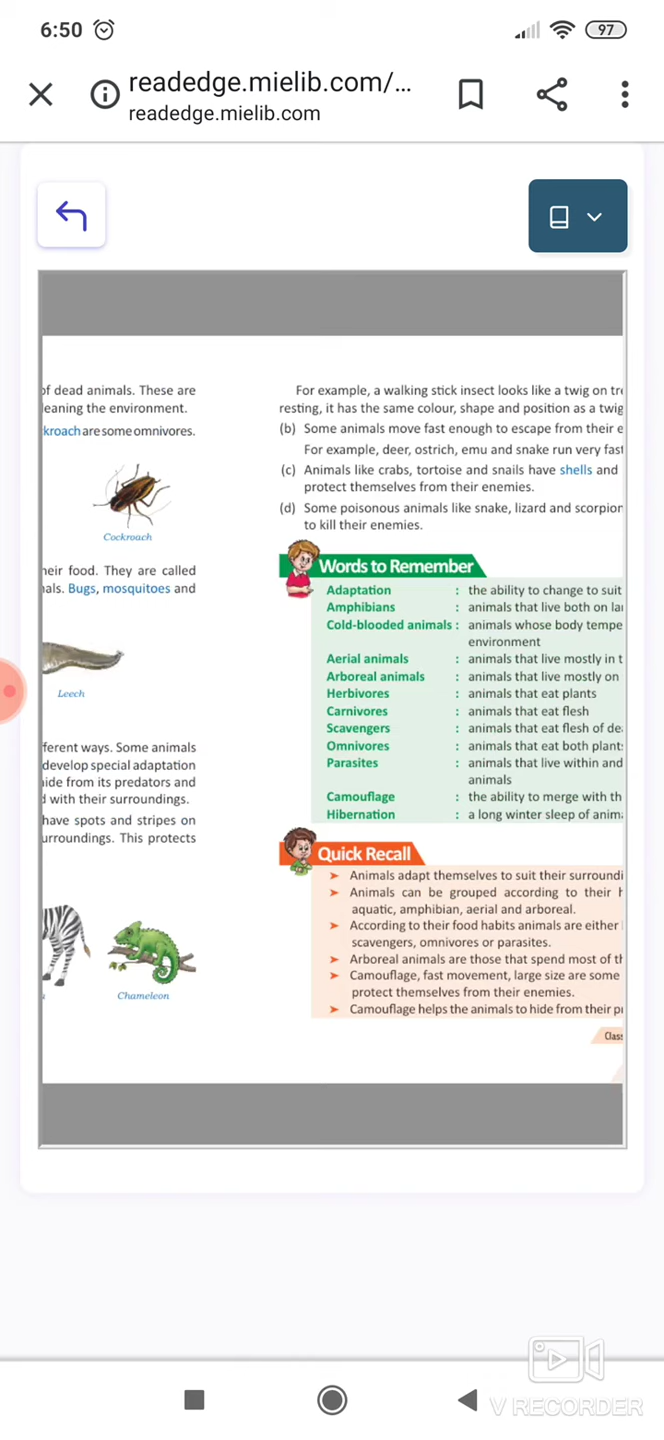 6:50
97
readedge.mielib.com/...
readedge.mielib.com
of dead animals. These are
leaning the environment.
kroach are some omnivores.
Cockroach
heir food. They are called
nals. Bugs, mosquitoes and
Leech
fferent ways. Some animals
develop special adaptation
hide from its predators and
d with their surroundings.
have spots and stripes on
urroundings. This protects
Chameleon
For example, a walking stick insect looks like a twig on tre
resting, it has the same colour, shape and position as a twig
(b) Some animals move fast enough to escape from their e
For example, deer, ostrich, emu and snake run very fast
(c) Animals like crabs, tortoise and snails have shells and
protect themselves from their enemies.
(d) Some poisonous animals like snake, lizard and scorpion
to kill their enemies.
Words to Remember
Adaptation : the ability to change to suit
Amphibians : animals that live both on la
Cold-blooded animals : animals whose body tempe
environment
Aerial animals : animals that live mostly in t
Arboreal animals : animals that live mostly on
Herbivores : animals that eat plants
Carnivores : animals that eat flesh
Scavengers : animals that eat flesh of de
Omnivores : animals that eat both plants
Parasites : animals that live within and
animals
Camouflage : the ability to merge with th
Hibernation : a long winter sleep of anim
Quick Recall
➤ Animals adapt themselves to suit their surroundi
➤ Animals can be grouped according to their h
aquatic, amphibian, aerial and arboreal.
➤ According to their food habits animals are either
scavengers, omnivores or parasites.
➤ Arboreal animals are those that spend most of th
➤ Camouflage, fast movement, large size are some
protect themselves from their enemies.
➤ Camouflage helps the animals to hide from their pr
Class
V RECORDER